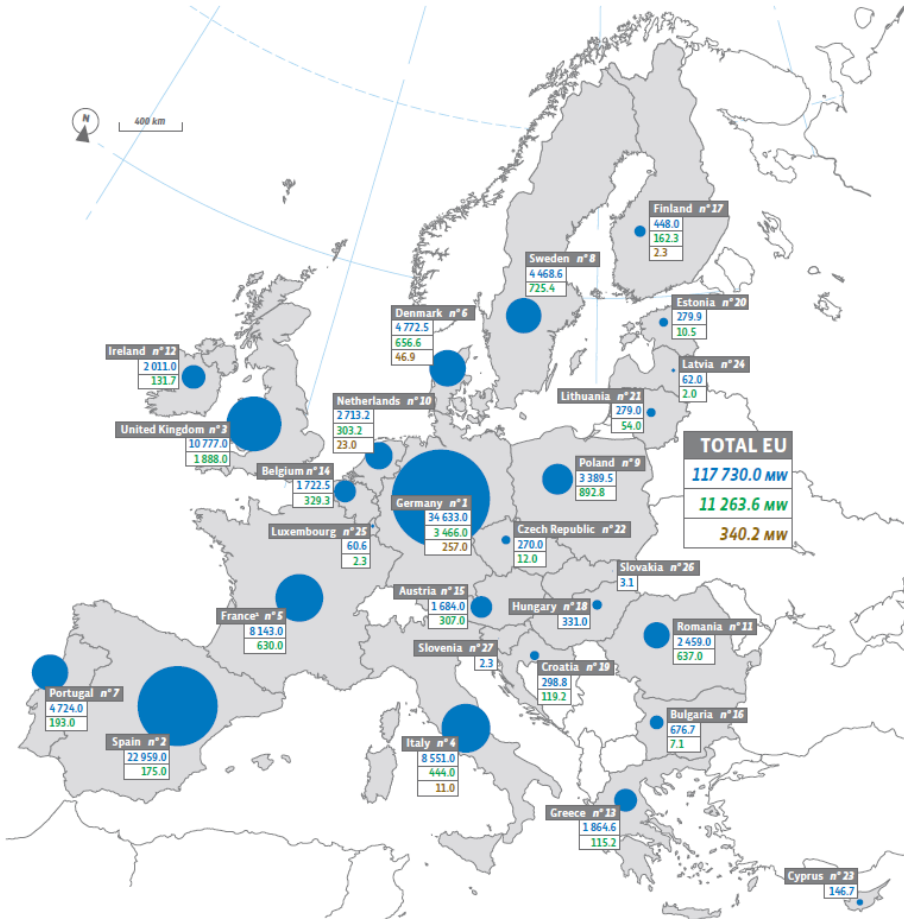 N
400 km
Finland n° 17
448.0
162.3
2.3
Sweden n° 8
4 468.6
725.4
Estonia n° 20
279.9
10.5
Denmark n° 6
4 772.5
656.6
46.9
Ireland n° 12
2 011.0
131.7
Latvia n° 24
62.0
2.0
Lithuania n° 21
279.0
54.0
Netherlands n° 10
2 713.2
303.2
23.0
United Kingdom n° 3
10 777.0
1 888.0
TOTAL EU
117 730.0 MW
11 263.6 MW
340.2 MW
Belgium n° 14
1 722.5
329.3
Poland n° 9
3 389.5
892.8
Germany n° 1
34 633.0
3 466.0
257.0
Luxembourg n° 25
60.6
2.3
Czech Republic n° 22
270.0
12.0
Slovakia n° 26
3.1
Austria n° 15
1 684.0
307.0
Hungary n° 18
331.0
France² n° 5
8 143.0
630.0
Romania n° 11
2 459.0
637.0
Slovenia n° 27
2.3
Croatia n° 19
298.8
119.2
Portugal n° 7
4 724.0
193.0
Bulgaria n° 16
676.7
7.1
Spain n° 2
22 959.0
175.0
Italy n° 4
8 551.0
444.0
11.0
Greece n° 13
1 864.6
115.2
Cyprus n° 23
146.7